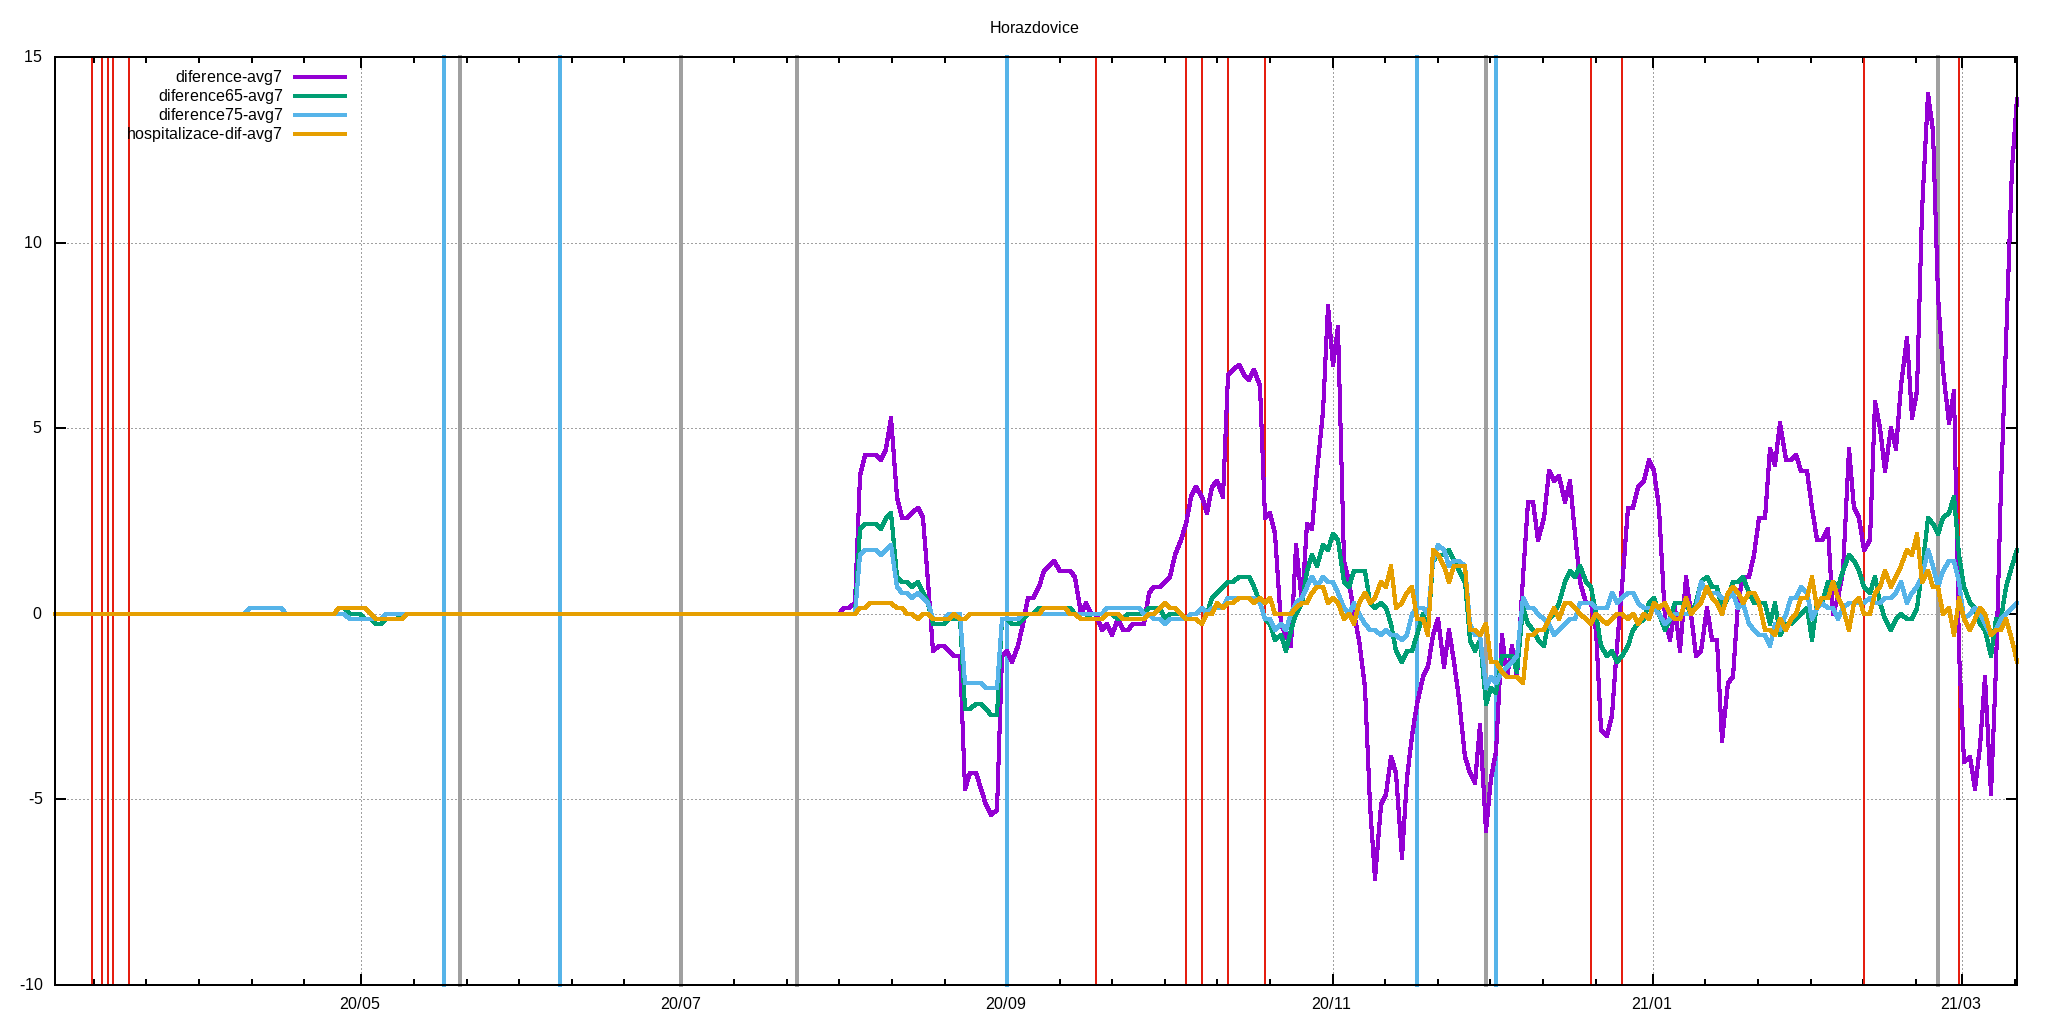 Horazdovice
15
10
5
0
-5
-10
diference-avg7
diference65-avg7
diference75-avg7
hospitalizace-dif-avg7
20/05
20/07
20/09
20/11
21/01
21/03